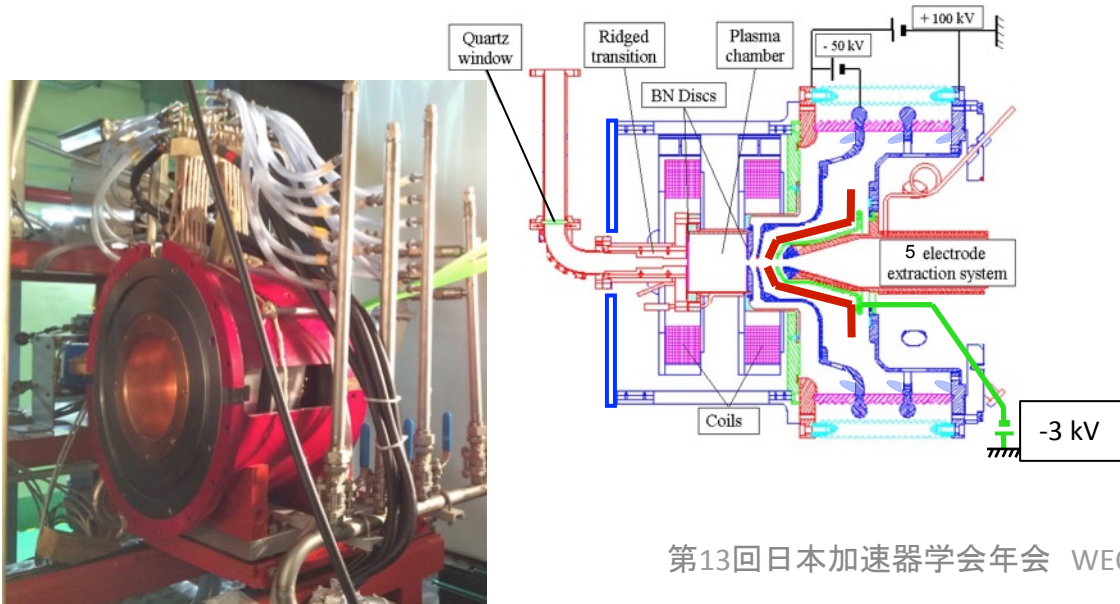 Quartz
window
Ridged
transition
Plasma
chamber
BN Discs
- 50 kV
+ 100 kV
5 electrode
extraction system
Coils
-3 kV
第13回日本加速器学会年会 WEO